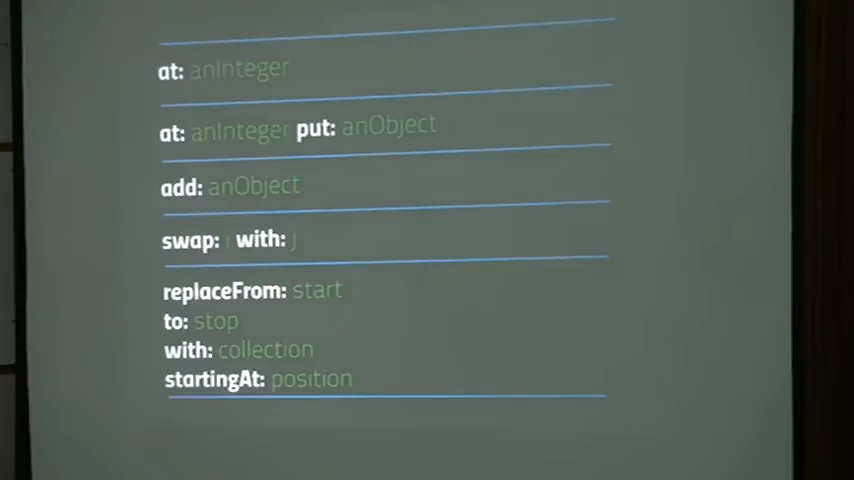 at: anInteger
at: anInteger put: anObject
add: anObject
swap: i with: j
replaceFrom: start
to: stop
with: collection
startingAt: position